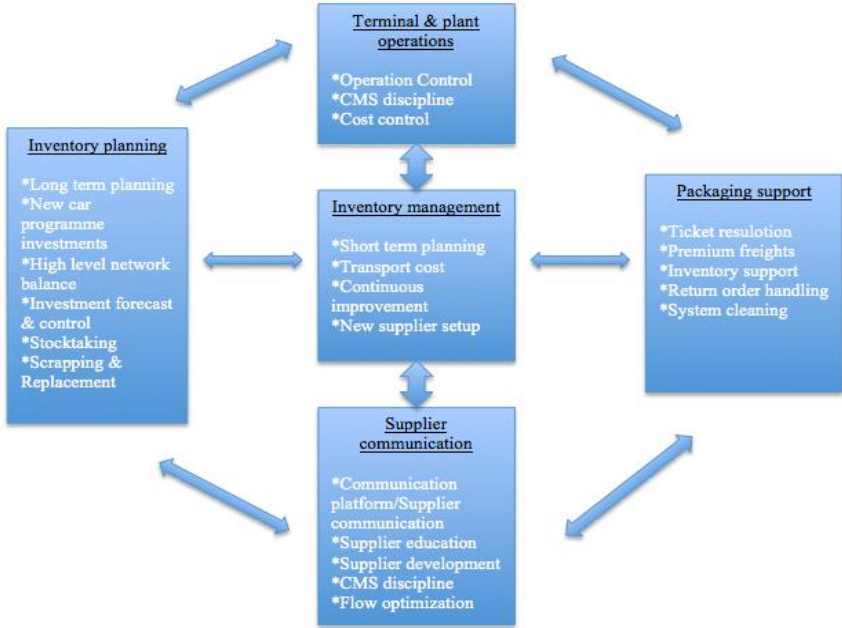 Terminal & plant
operations
*Operation Control
*CMS discipline
*Cost control
Inventory planning
*Long term planning
*New car
programme
investments
*High level network
balance
*Investment forecast
& control
*Stocktaking
*Scrapping &
Replacement
Inventory management
*Short term planning
*Transport cost
*Continuous
improvement
*New supplier setup
Packaging support
*Ticket resulotion
*Premium freights
*Inventory support
*Return order handling
*System cleaning
Supplier
communication
*Communication
platform/Supplier
communication
*Supplier education
*Supplier development
*CMS discipline
*Flow optimization